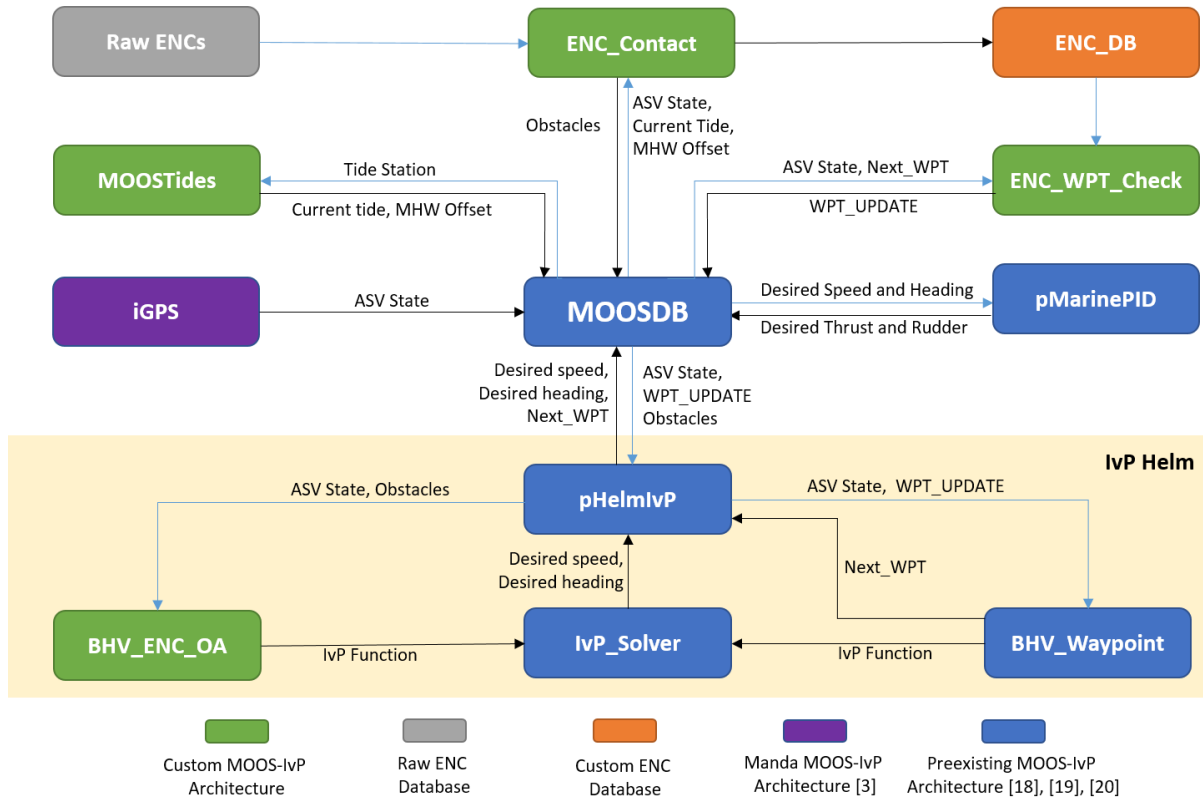 Raw ENCs
ENC_Contact
ENC_DB
Obstacles
ASV State,
Current Tide,
MHW Offset
MOOSTides
Tide Station
Current tide, MHW Offset
ASV State, Next_WPT
WPT_UPDATE
ENC_WPT_Check
iGPS
ASV State
MOOSDB
Desired Speed and Heading
Desired Thrust and Rudder
pMarinePID
Desired speed,
Desired heading,
Next_WPT
ASV State,
WPT_UPDATE
Obstacles
IvP Helm
ASV State, Obstacles
pHelmIvP
ASV State, WPT_UPDATE
Desired speed,
Desired heading
Next_WPT
BHV_ENC_OA
IvP Function
IvP_Solver
IvP Function
BHV_Waypoint
Custom MOOS-IvP
Architecture
Raw ENC
Database
Custom ENC
Database
Manda MOOS-IvP
Architecture [3]
Preexisting MOOS-IvP
Architecture [18], [19], [20]